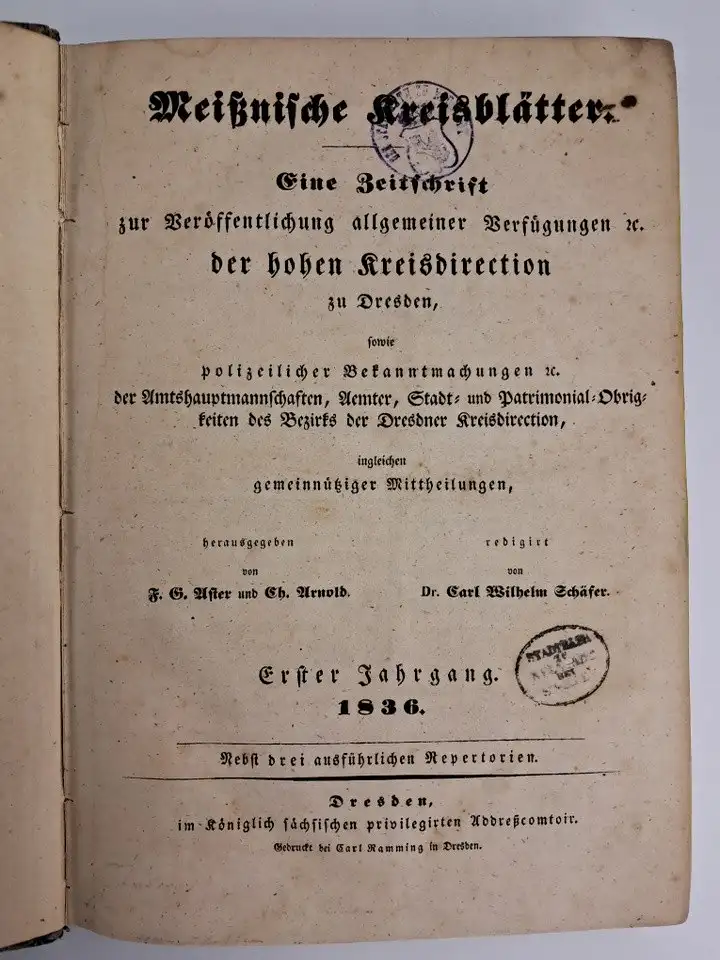 Meißnische Kreisblätter.
Eine Zeitschrift
zur Veröffentlichung allgemeiner Verfügungen ꝛc.
der hohen Kreisdirection
zu Dresden,
sowie
polizeilicher Bekanntmachungen ꝛc.
der Amtshauptmannschaften, Aemter, Stadt- und Patrimonial-Obrig-
keiten des Bezirks der Dresdner Kreisdirection,
ingleichen
gemeinnütziger Mittheilungen,
herausgegeben
von
F. G. Aster und Ch. Arnold.
redigirt
von
Dr. Carl Wilhelm Schäfer.
Erster Jahrgang.
1836.
STADTRATH
ZU
Nebst drei ausführlichen Repertorien.
Dresden,
im Königlich sächsischen privilegirten Addreßcomtoir.
Gedruckt bei Carl Ramming in Dresden.